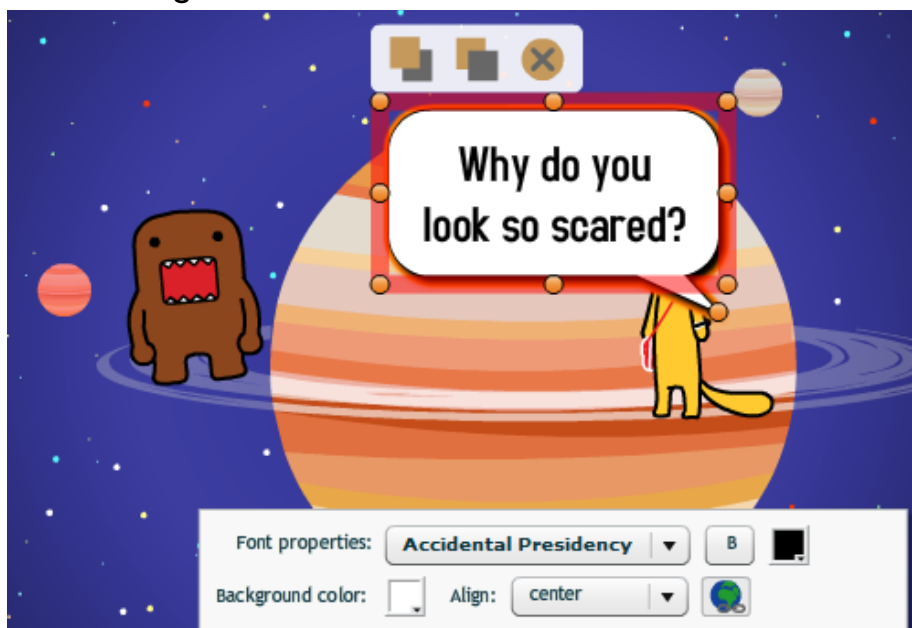 Why do you
look so scared?
Font properties: Accidental Presidency B
Background color: Align: center